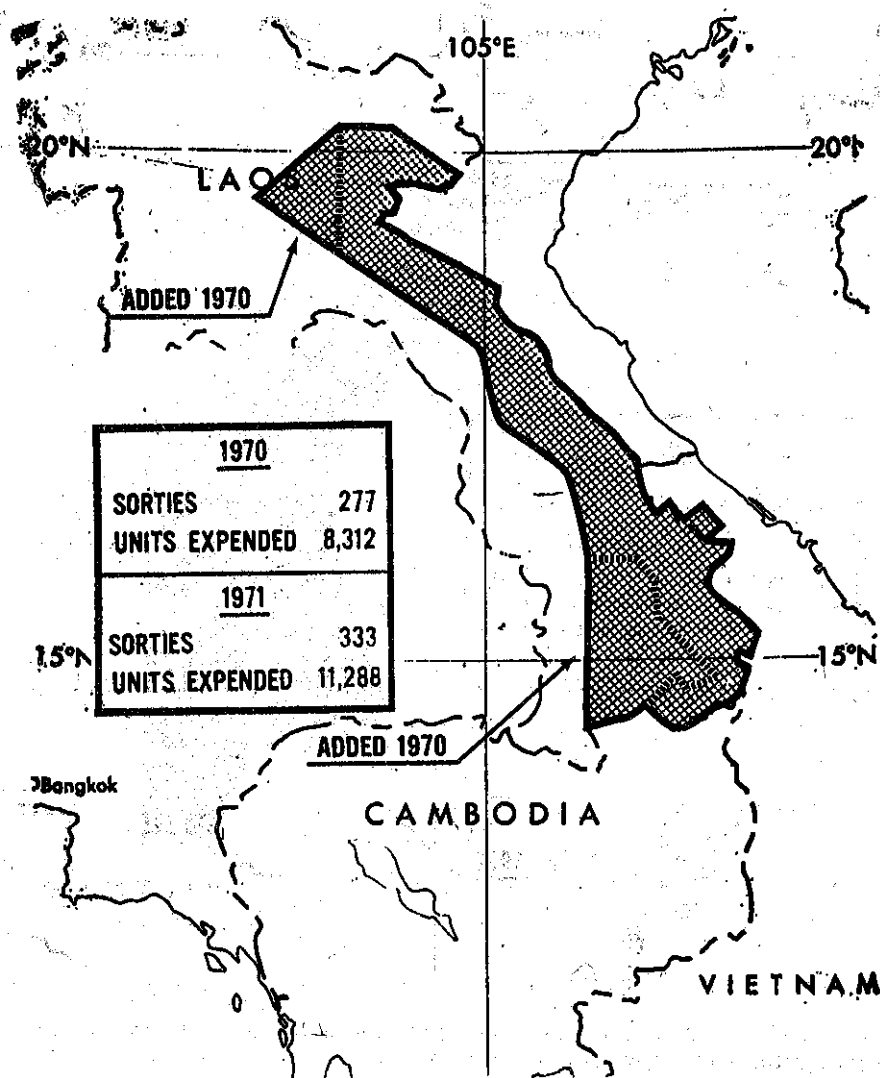 105°E
20°N
20°
LAOS
ADDED 1970
1970
SORTIES 277
UNITS EXPENDED 8,312
1971
SORTIES 333
UNITS EXPENDED 11,288
15°N
15°N
ADDED 1970
Bangkok
CAMBODIA
VIETNAM